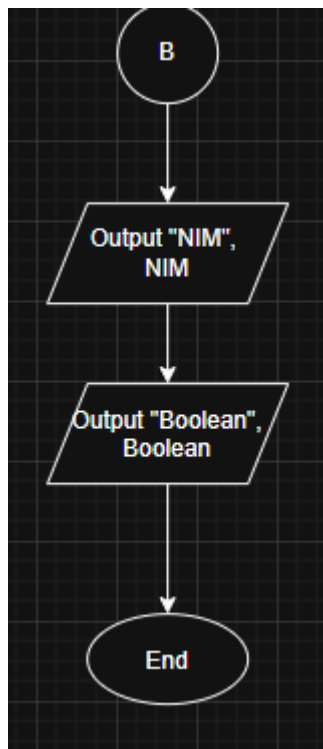 B
Output "NIM",
NIM
Output "Boolean",
Boolean
End